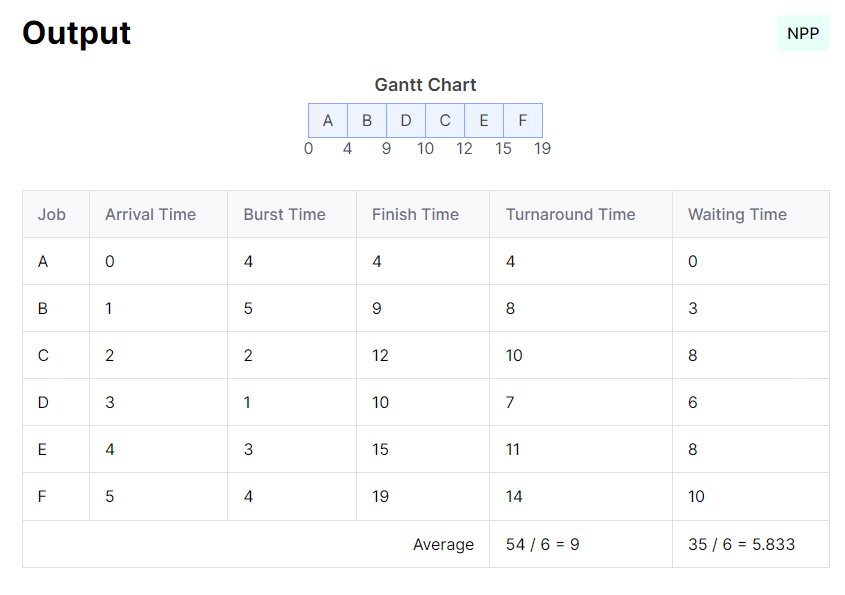 Output
NPP
Gantt Chart
A B D C E F
0 4 9 10 12 15 19
Job Arrival Time Burst Time Finish Time Turnaround Time Waiting Time
A 0 4 4 4 0
B 1 5 9 8 3
C 2 2 12 10 8
D 3 1 10 7 6
E 4 3 15 11 8
F 5 4 19 14 10
Average 54 / 6 = 9 35 / 6 = 5.833